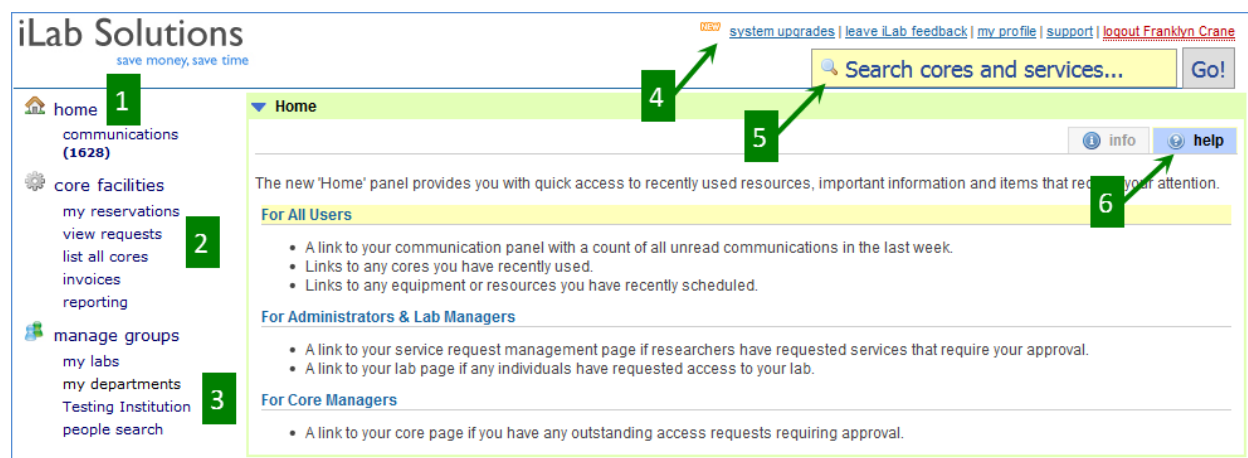 iLab Solutions
save money, save time
NEW system upgrades | leave iLab feedback | my profile | support | logout Franklyn Crane
Search cores and services... Go!
4
5
home 1
communications
(1628)
core facilities
my reservations
view requests
2
list all cores
invoices
reporting
manage groups
my labs
my departments
3
Testing Institution
people search
Home
info help
6
The new 'Home' panel provides you with quick access to recently used resources, important information and items that your attention.
For All Users
• A link to your communication panel with a count of all unread communications in the last week.
• Links to any cores you have recently used.
• Links to any equipment or resources you have recently scheduled.
For Administrators & Lab Managers
• A link to your service request management page if researchers have requested services that require your approval.
• A link to your lab page if any individuals have requested access to your lab.
For Core Managers
• A link to your core page if you have any outstanding access requests requiring approval.